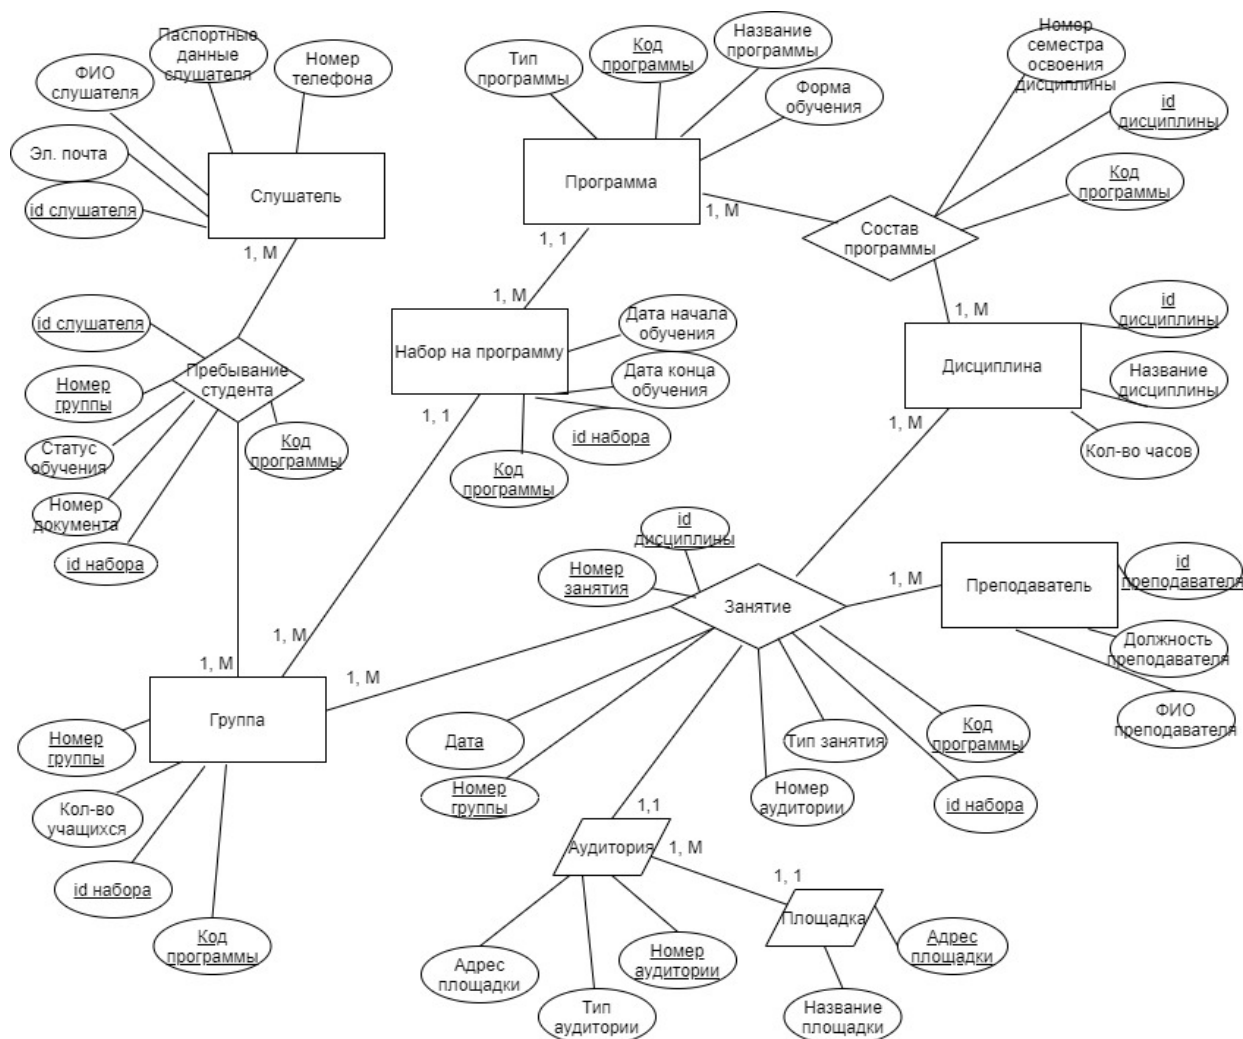 Паспортные
данные
слушателя
ФИО
слушателя
Номер
телефона
Эл. почта
id слушателя
Слушатель
1, M
Тип
программы
Код
программы
Название
программы
Форма
обучения
Программа
1, 1
1, M
Номер
семестра
освоения
дисциплины
id
дисциплины
Код
программы
Состав
программы
1, M
id слушателя
Номер
группы
Статус
обучения
Номер
документа
id набора
Код
программы
Пребывание
студента
1, M
1, M
Набор на программу
1, 1
Дата начала
обучения
Дата конца
обучения
id набора
Код
программы
Дисциплина
1, M
id
дисциплины
Название
дисциплины
Кол-во часов
id
дисциплины
Номер
занятия
Занятие
1, M
Преподаватель
id
преподавателя
Должность
преподавателя
ФИО
преподавателя
1, M
1, M
Группа
Номер
группы
Кол-во
учащихся
id набора
Код
программы
Дата
Номер
группы
Номер
аудитории
Тип занятия
Код
программы
id набора
1,1
Аудитория
1, M
1, 1
Площадка
Адрес
площадки
Тип
аудитории
Номер
аудитории
Название
площадки
Адрес
площадки